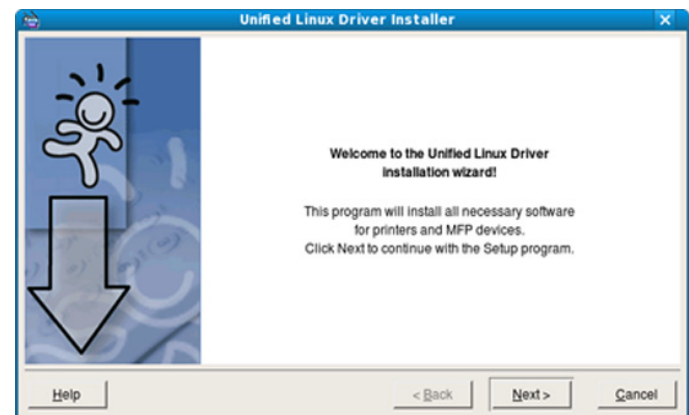 Unified Linux Driver Installer
Welcome to the Unified Linux Driver
installation wizard!
This program will install all necessary software
for printers and MFP devices.
Click Next to continue with the Setup program.
Help
< Back
Next >
Cancel